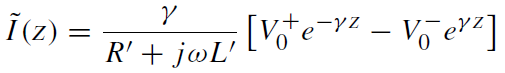 Ĩ(z) = γ / (R′ + jωL′) [V₀⁺e^{−γz} − V₀⁻e^{γz}]